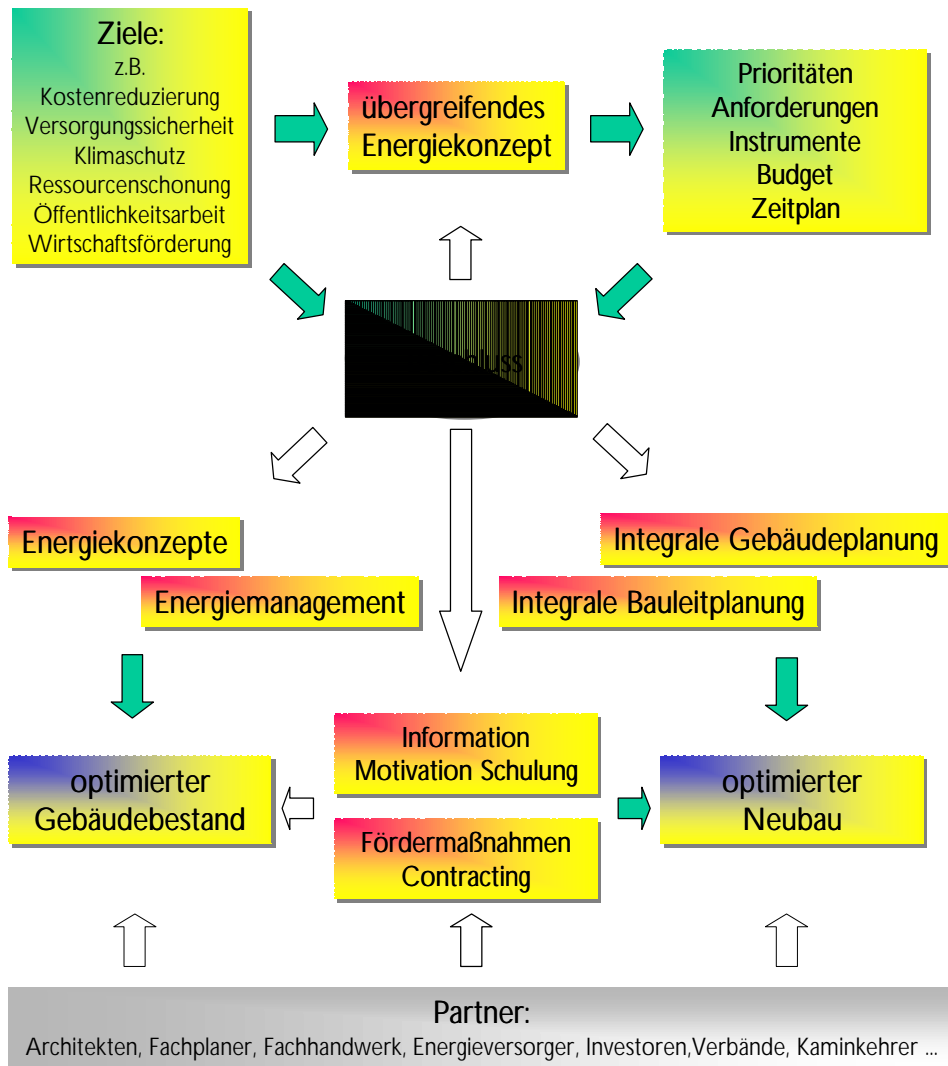 Ziele:
z.B.
Kostenreduzierung
Versorgungssicherheit
Klimaschutz
Ressourcenschonung
Öffentlichkeitsarbeit
Wirtschaftsförderung
übergreifendes
Energiekonzept
Prioritäten
Anforderungen
Instrumente
Budget
Zeitplan
Energiekonzepte
Energiemanagement
Integrale Gebäudeplanung
Integrale Bauleitplanung
Information
Motivation Schulung
optimierter
Gebäudebestand
Fördermaßnahmen
Contracting
optimierter
Neubau
Partner:
Architekten, Fachplaner, Fachhandwerk, Energieversorger, Investoren,Verbände, Kaminkehrer ...